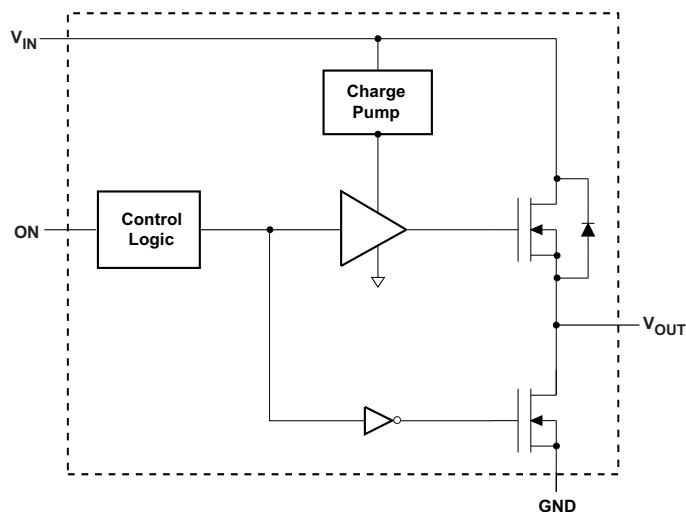 VIN
Charge
Pump
ON
Control
Logic
VOUT
GND